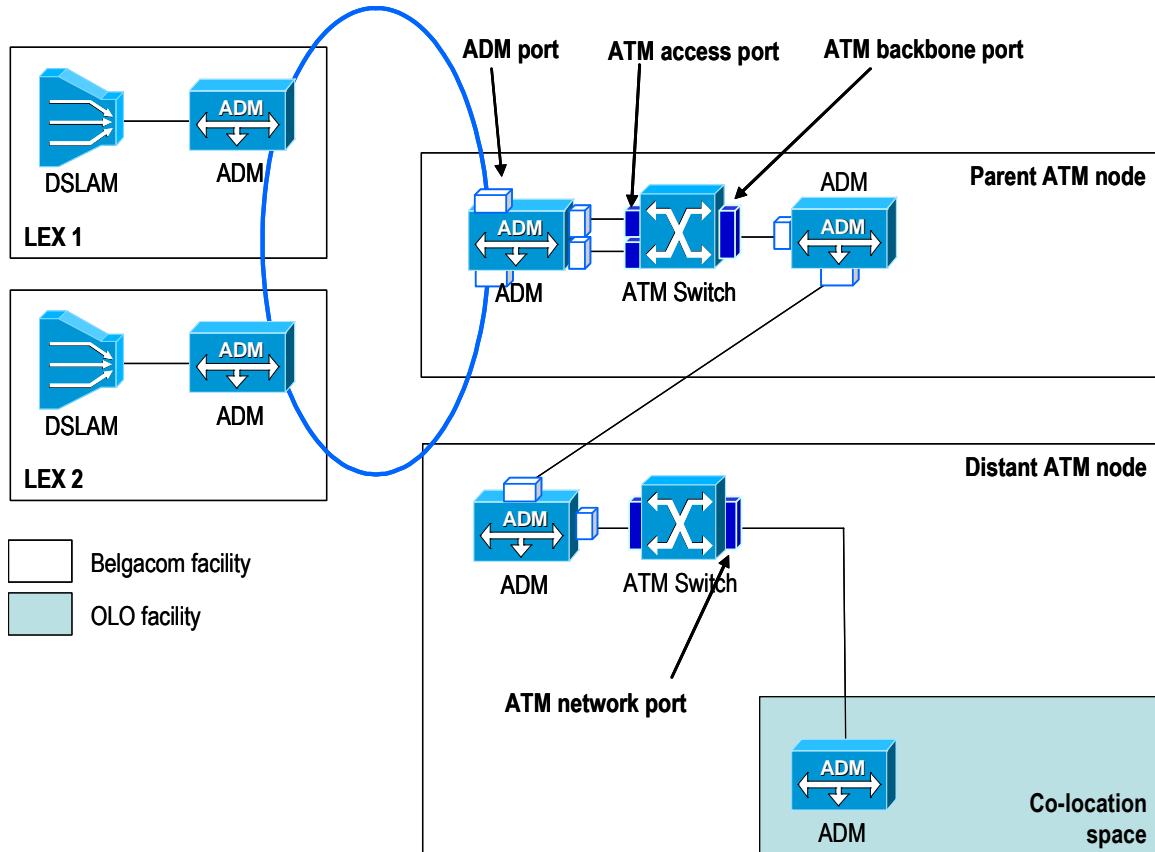 ADM port
ATM access port
ATM backbone port
ADM
DSLAM
ADM
LEX 1
Parent ATM node
ADM
ADM
ADM
ADM
ATM Switch
ADM
DSLAM
ADM
LEX 2
Distant ATM node
ADM
ADM
ATM Switch
Belgacom facility
OLO facility
ATM network port
ADM
ADM
Co-location
space